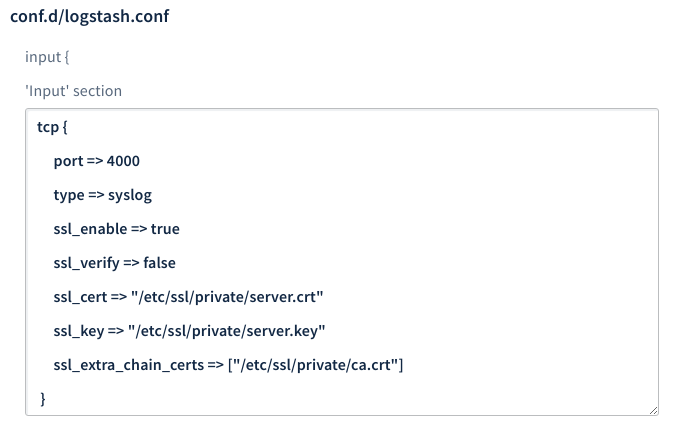 conf.d/logstash.conf
input {
'Input' section
tcp {
port => 4000
type => syslog
ssl_enable => true
ssl_verify => false
ssl_cert => "/etc/ssl/private/server.crt"
ssl_key => "/etc/ssl/private/server.key"
ssl_extra_chain_certs => ["/etc/ssl/private/ca.crt"]
}